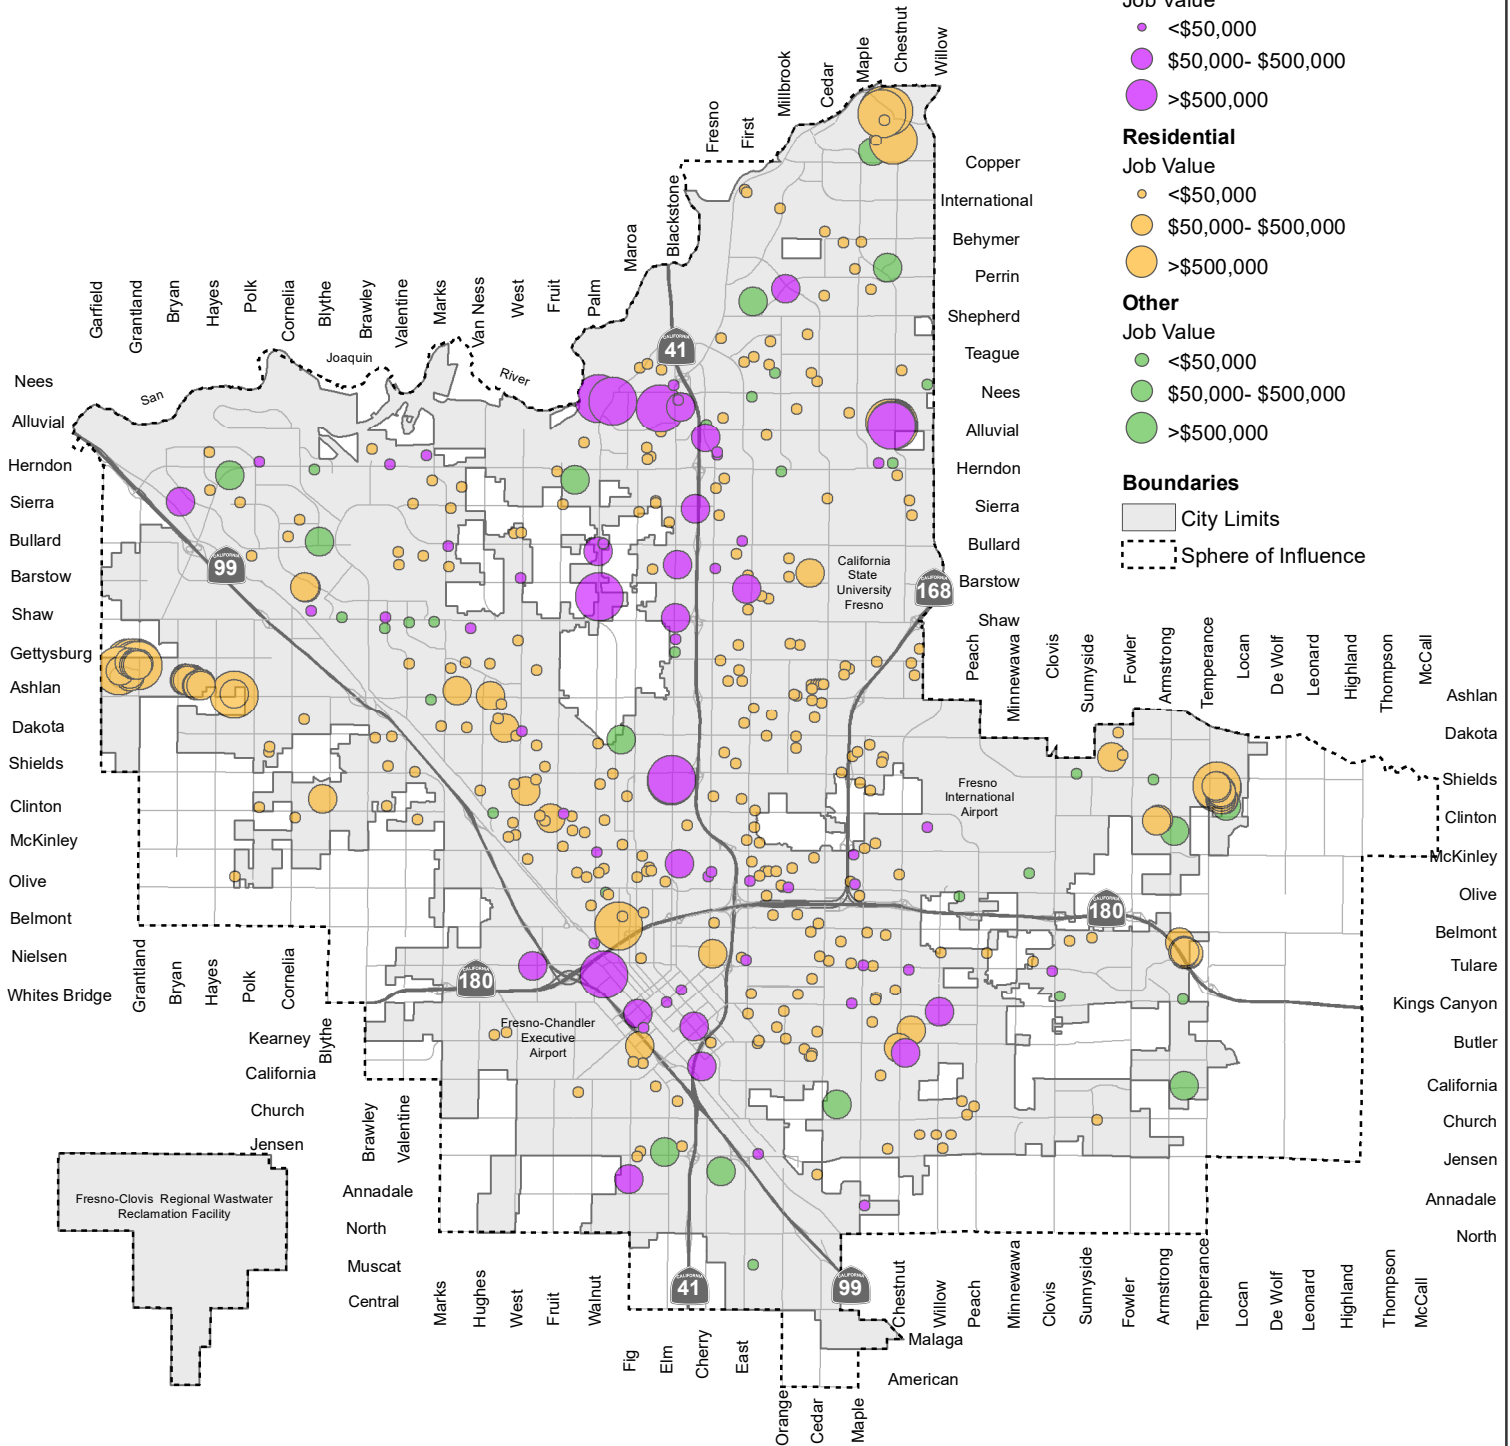 Job Value
<$50,000
$50,000- $500,000
>$500,000
Residential
Job Value
<$50,000
$50,000- $500,000
>$500,000
Other
Job Value
<$50,000
$50,000- $500,000
>$500,000
Boundaries
City Limits
Sphere of Influence
Garfield
Grantland
Bryan
Hayes
Polk
Cornelia
Blythe
Brawley
Valentine
Marks
Van Ness
West
Fruit
Palm
Maroa
Blackstone
Fresno
First
Millbrook
Cedar
Maple
Chestnut
Willow
Copper
International
Behymer
Perrin
Shepherd
Teague
Nees
Alluvial
Herndon
Sierra
Bullard
Barstow
Shaw
San
Joaquin
River
Nees
Alluvial
Herndon
Sierra
Bullard
Barstow
Shaw
Gettysburg
Ashlan
Dakota
Shields
Clinton
McKinley
Olive
Belmont
Nielsen
Whites Bridge
CALIFORNIA
41
CALIFORNIA
99
CALIFORNIA
168
California
State
University
Fresno
Peach
Minnewawa
Clovis
Sunnyside
Fowler
Armstrong
Temperance
Locan
De Wolf
Leonard
Highland
Thompson
McCall
Ashlan
Dakota
Shields
Clinton
McKinley
Olive
Belmont
Tulare
Kings Canyon
Butler
California
Church
Jensen
Annadale
North
Fresno
International
Airport
CALIFORNIA
180
CALIFORNIA
180
Fresno-Chandler
Executive
Airport
Grantland
Bryan
Hayes
Polk
Cornelia
Blythe
Kearney
California
Church
Jensen
Brawley
Valentine
Annadale
North
Muscat
Central
Fresno-Clovis Regional Wastwater
Reclamation Facility
Marks
Hughes
West
Fruit
Walnut
Fig
Elm
Cherry
East
Orange
Cedar
Maple
CALIFORNIA
41
CALIFORNIA
99
Chestnut
Willow
Peach
Minnewawa
Clovis
Sunnyside
Fowler
Armstrong
Temperance
Locan
De Wolf
Leonard
Highland
Thompson
McCall
Malaga
American